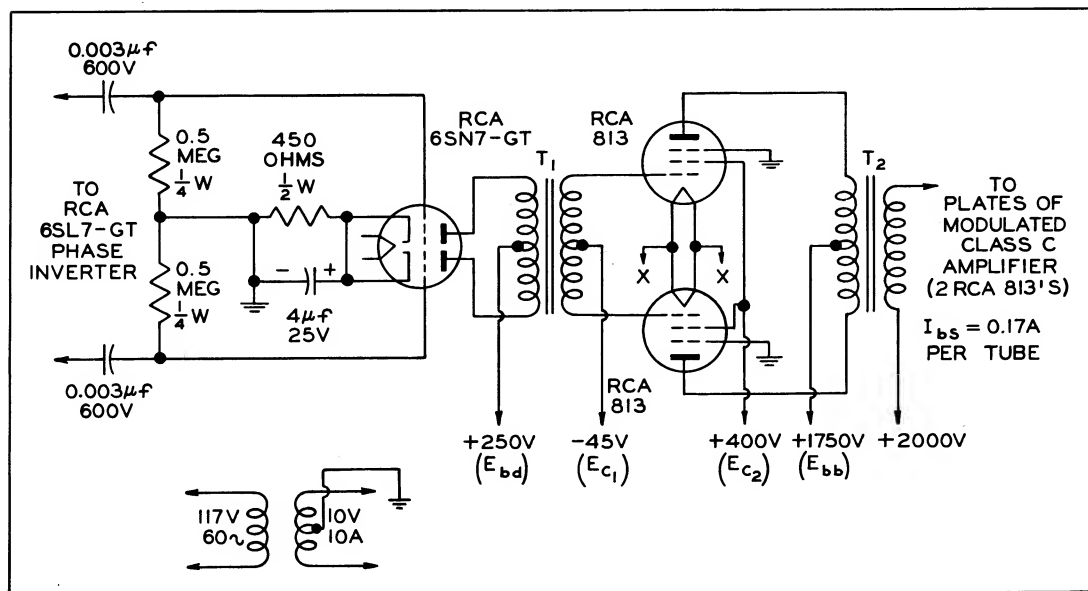 0.003µf
600V
0.5
MEG
1/4 W
450
OHMS
1/2 W
TO
RCA
6SL7-GT
PHASE
INVERTER
0.5
MEG
1/4 W
- +
4µf
25V
0.003µf
600V
RCA
6SN7-GT
T1
RCA
813
X X
RCA
813
T2
TO
PLATES OF
MODULATED
CLASS C
AMPLIFIER
(2 RCA 813'S)
Ibs = 0.17A
PER TUBE
+250V
(Ebd)
-45V
(Ec1)
+400V
(Ec2)
+1750V
(Ebb)
+2000V
117V
60~
10V
10A